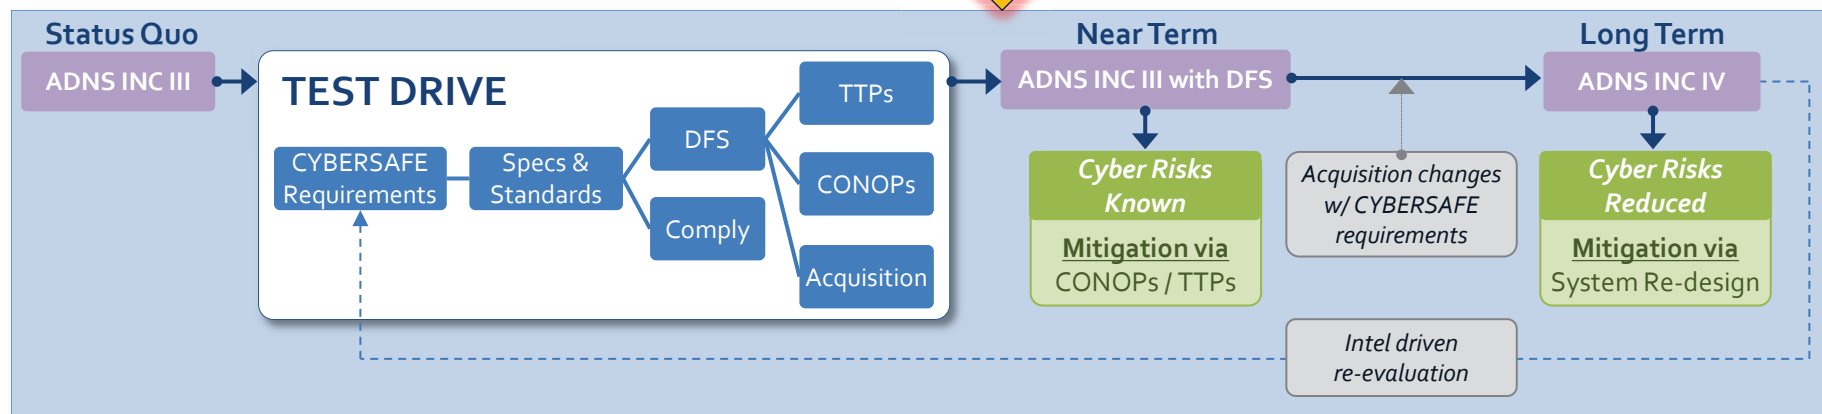 Status Quo
ADNS INC III
TEST DRIVE
CYBERSAFE
Requirements
Specs &
Standards
DFS
Comply
TTPs
CONOPs
Acquisition
Near Term
ADNS INC III with DFS
Cyber Risks
Known
Mitigation via
CONOPs / TTPs
Acquisition changes
w/ CYBERSAFE
requirements
Long Term
ADNS INC IV
Cyber Risks
Reduced
Mitigation via
System Re-design
Intel driven
re-evaluation